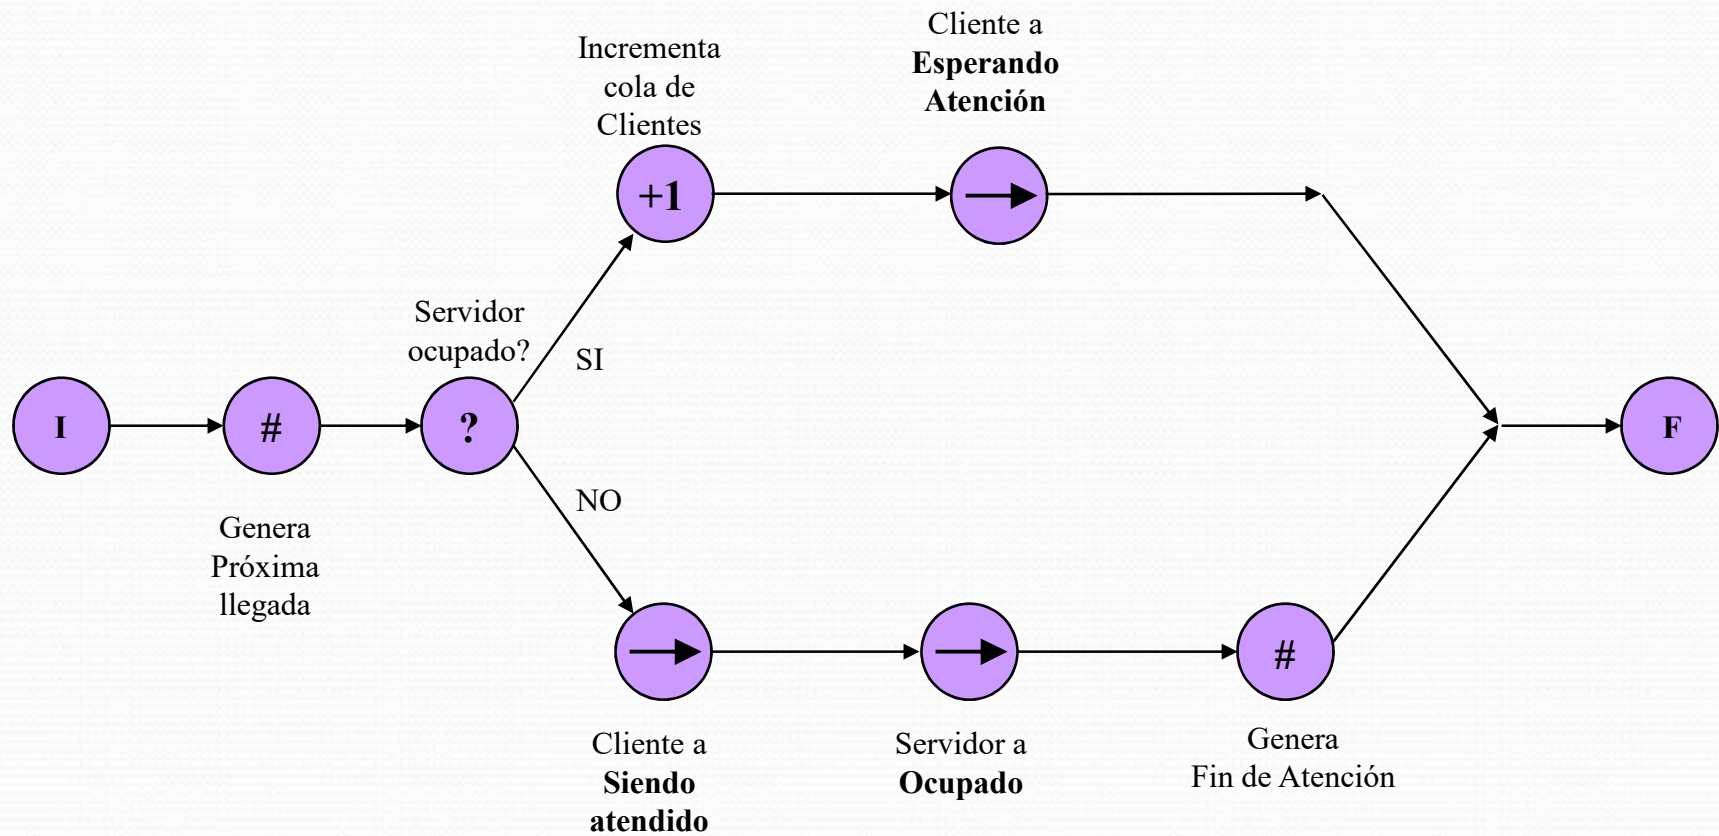 Cliente a
Esperando
Atención
Incrementa
cola de
Clientes
+1
Servidor
ocupado?
SI
I
#
?
F
NO
Genera
Próxima
llegada
#
Cliente a
Siendo
atendido
Servidor a
Ocupado
Genera
Fin de Atención